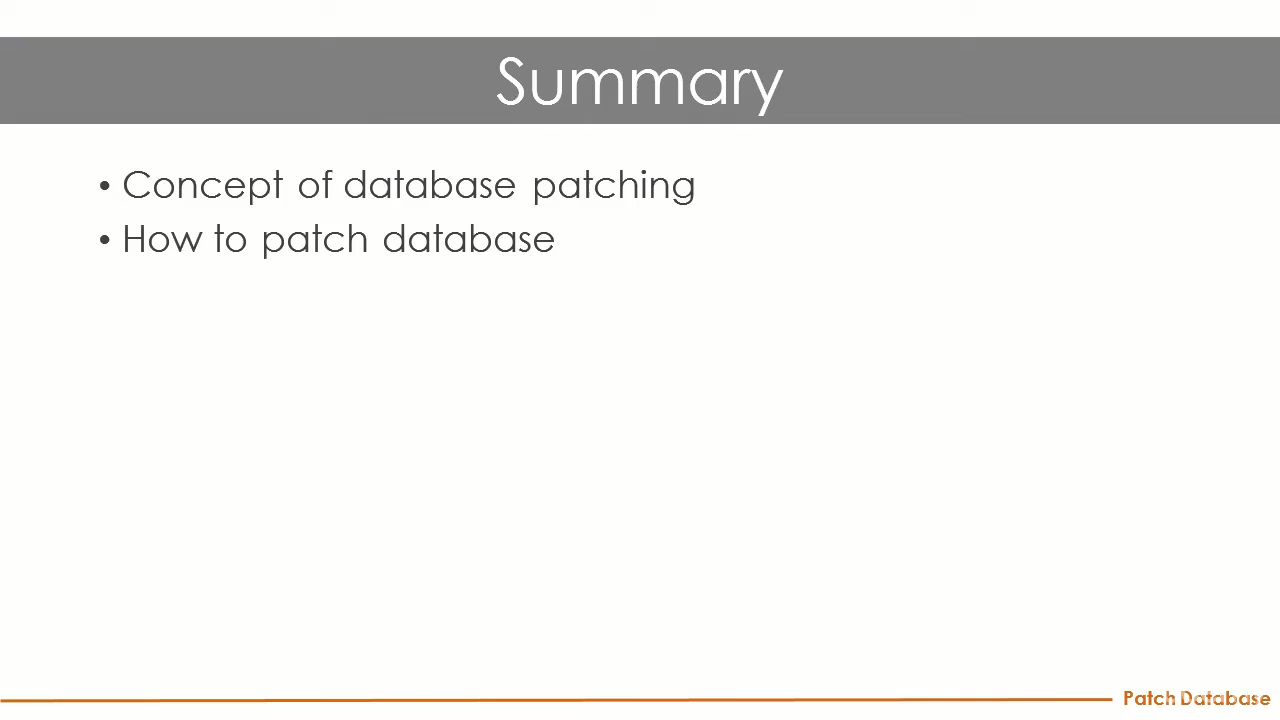 Summary
• Concept of database patching
• How to patch database
Patch Database